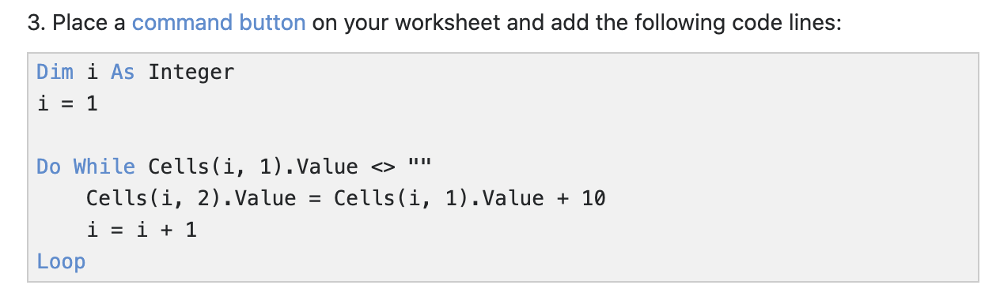 3. Place a command button on your worksheet and add the following code lines:
Dim i As Integer
i = 1
Do While Cells(i, 1).Value <> ""
    Cells(i, 2).Value = Cells(i, 1).Value + 10
    i = i + 1
Loop